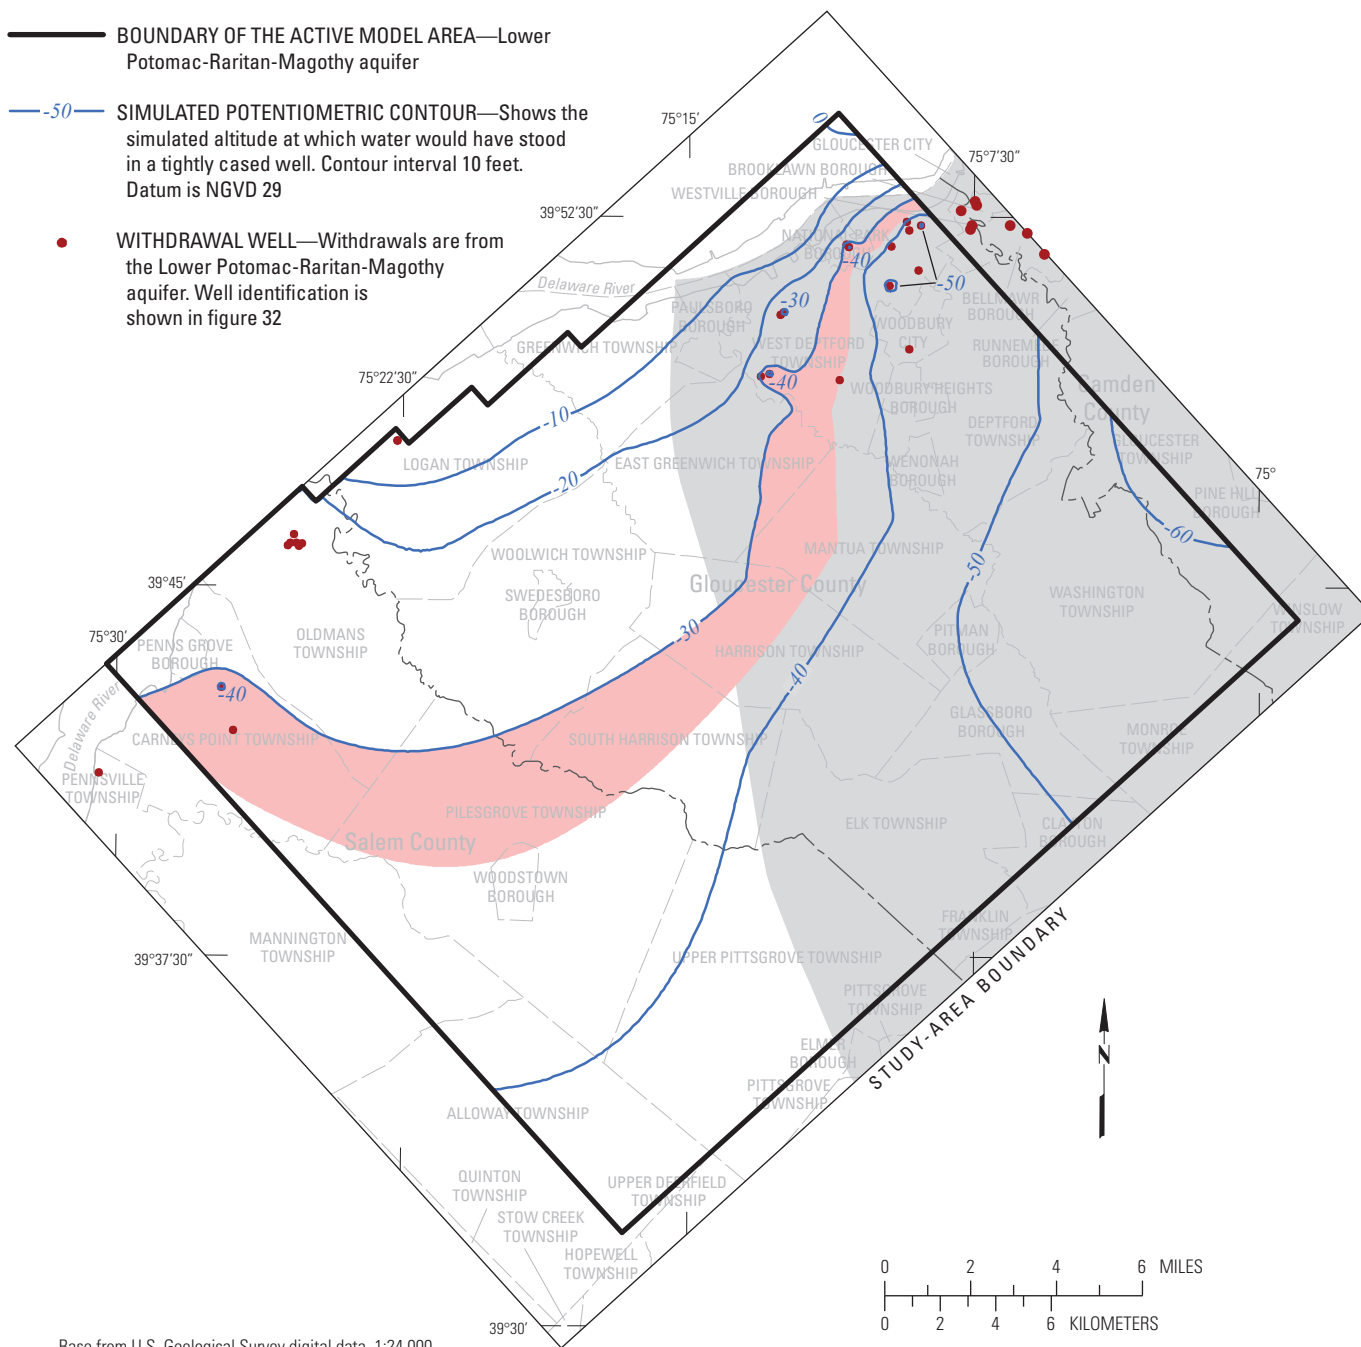 BOUNDARY OF THE ACTIVE MODEL AREA—Lower
Potomac-Raritan-Magothy aquifer
-50
SIMULATED POTENTIOMETRIC CONTOUR—Shows the
simulated altitude at which water would have stood
in a tightly cased well. Contour interval 10 feet.
Datum is NGVD 29
WITHDRAWAL WELL—Withdrawals are from
the Lower Potomac-Raritan-Magothy
aquifer. Well identification is
shown in figure 32
75°15'
0
GLOUCESTER CITY
75°7'30"
BROOKLAWN BOROUGH
WESTVILLE BOROUGH
39°52'30"
NATIONAL PARK
BOROUGH
-40
Delaware River
-50
-30
PAULSBORO
BOROUGH
BELLMAWR
BOROUGH
WOODBURY
CITY
GREENWICH TOWNSHIP
WEST DEPTFORD
TOWNSHIP
RUNNEMEDE
BOROUGH
75°22'30"
-40
WOODBURY HEIGHTS
BOROUGH
Camden
County
-10
DEPTFORD
TOWNSHIP
GLOUCESTER
TOWNSHIP
LOGAN TOWNSHIP
EAST GREENWICH TOWNSHIP
WENONAH
BOROUGH
75°
-20
PINE HILL
BOROUGH
-60
WOOLWICH TOWNSHIP
MANTUA TOWNSHIP
-50
39°45'
Gloucester County
SWEDESBORO
BOROUGH
WASHINGTON
TOWNSHIP
WINSLOW
TOWNSHIP
75°30'
OLDMANS
TOWNSHIP
PENNS GROVE
BOROUGH
-30
PITMAN
BOROUGH
HARRISON TOWNSHIP
-40
-40
Delaware River
CARNEYS POINT TOWNSHIP
SOUTH HARRISON TOWNSHIP
GLASSBORO
BOROUGH
MONROE
TOWNSHIP
PENNSVILLE
TOWNSHIP
PILESGROVE TOWNSHIP
ELK TOWNSHIP
CLAYTON
BOROUGH
Salem County
WOODSTOWN
BOROUGH
FRANKLIN
TOWNSHIP
MANNINGTON
TOWNSHIP
39°37'30"
UPPER PITTSGROVE TOWNSHIP
PITTSGROVE
TOWNSHIP
STUDY-AREA BOUNDARY
ELMER
BOROUGH
N
PITTSGROVE
TOWNSHIP
ALLOWAY TOWNSHIP
QUINTON
TOWNSHIP
UPPER DEERFIELD
TOWNSHIP
STOW CREEK
TOWNSHIP
HOPEWELL
TOWNSHIP
0 2 4 6 MILES
0 2 4 6 KILOMETERS
39°30'
Base from U.S. Geological Survey digital data, 1:24,000